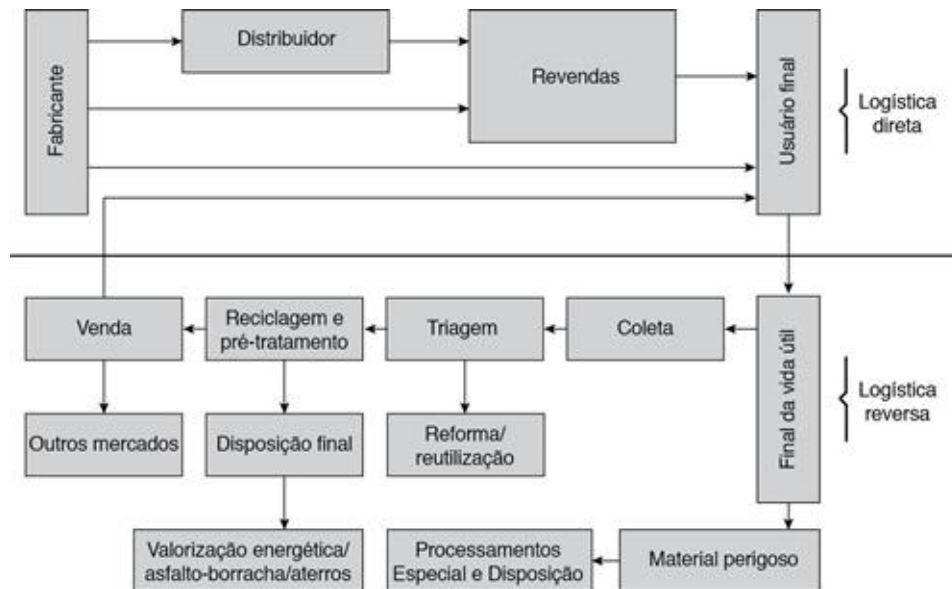 Fabricante
Distribuidor
Revendas
Usuário final
Logística
direta
Venda
Reciclagem e
pré-tratamento
Triagem
Coleta
Final da vida útil
Logística
reversa
Outros mercados
Disposição final
Reforma/
reutilização
Valorização energética/
asfalto-borracha/aterros
Processamentos
Especial e Disposição
Material perigoso